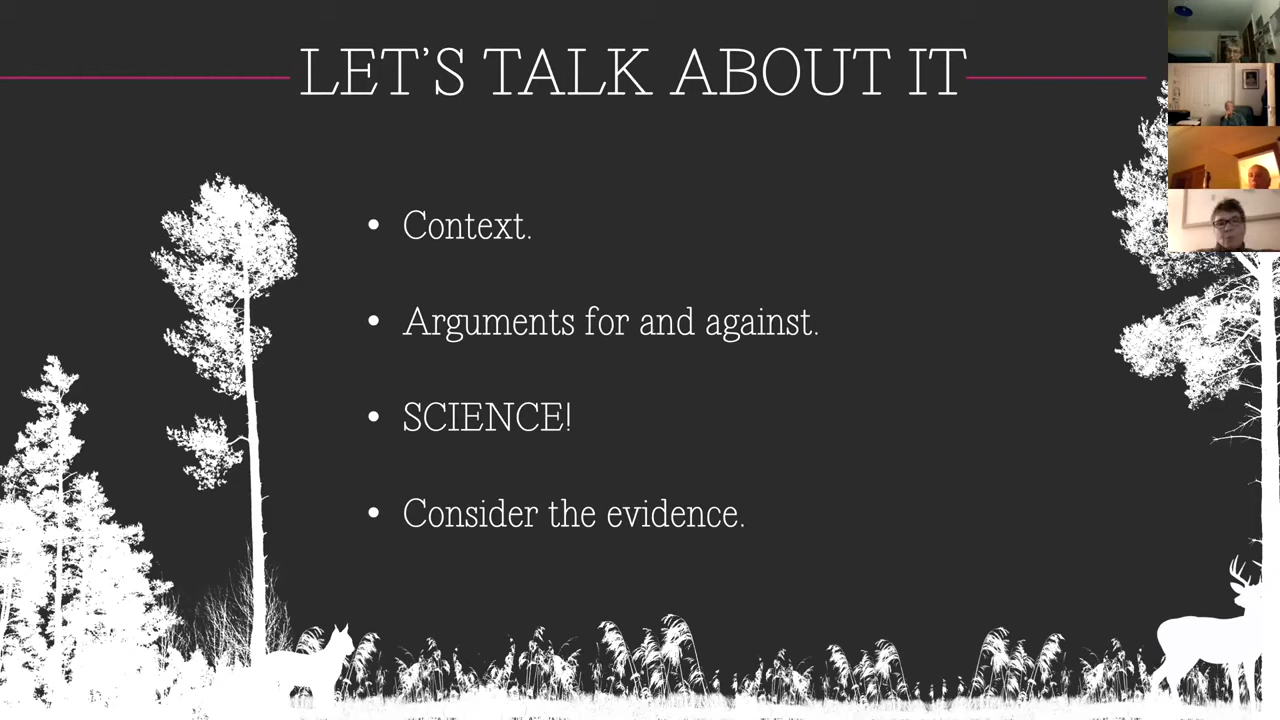 LET’S TALK ABOUT IT
• Context.
• Arguments for and against.
• SCIENCE!
• Consider the evidence.